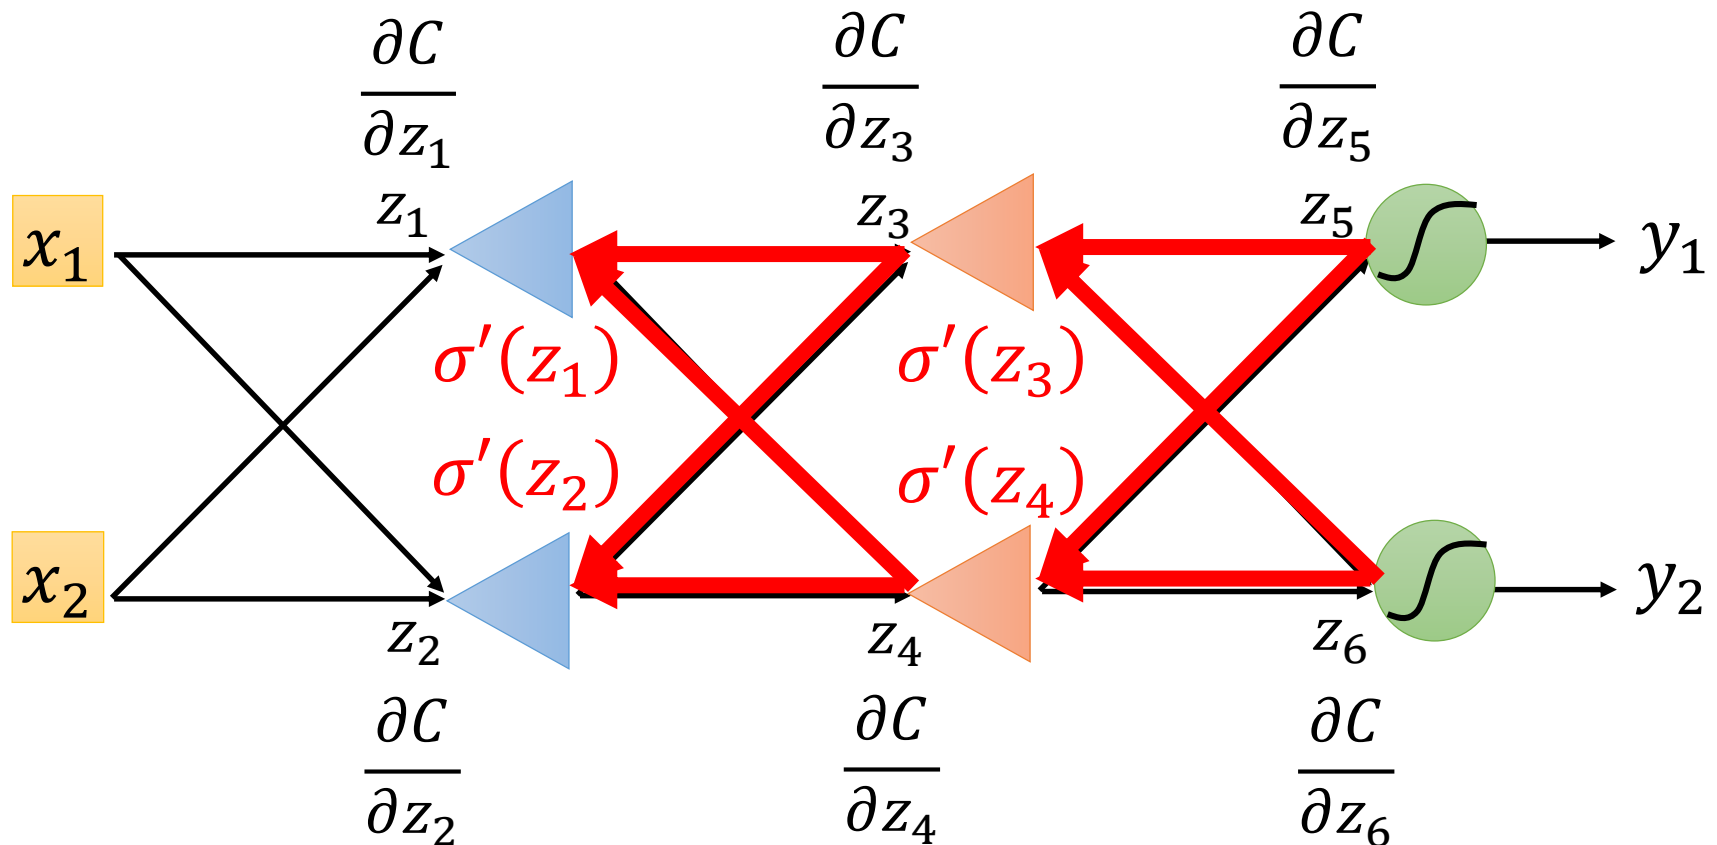 ∂C/∂z₁ ∂C/∂z₃ ∂C/∂z₅
x₁ z₁ z₃ z₅ y₁
σ′(z₁) σ′(z₃)
σ′(z₂) σ′(z₄)
x₂ z₂ z₄ z₆ y₂
∂C/∂z₂ ∂C/∂z₄ ∂C/∂z₆